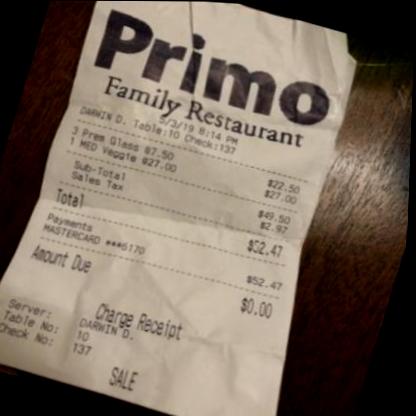 Primo
Family Restaurant
5/3/19 8:14 PM
DARWIN D. Table:10 Check:137
3 Prem Glass @7.50 $22.50
1 MED Veggie @27.00 $27.00
Sub-Total $49.50
Sales Tax $2.97
Total $52.47
Payments
MASTERCARD ***5170 $52.47
Amount Due $0.00
Charge Receipt
Server: DARWIN D.
Table No: 10
Check No: 137
SALE